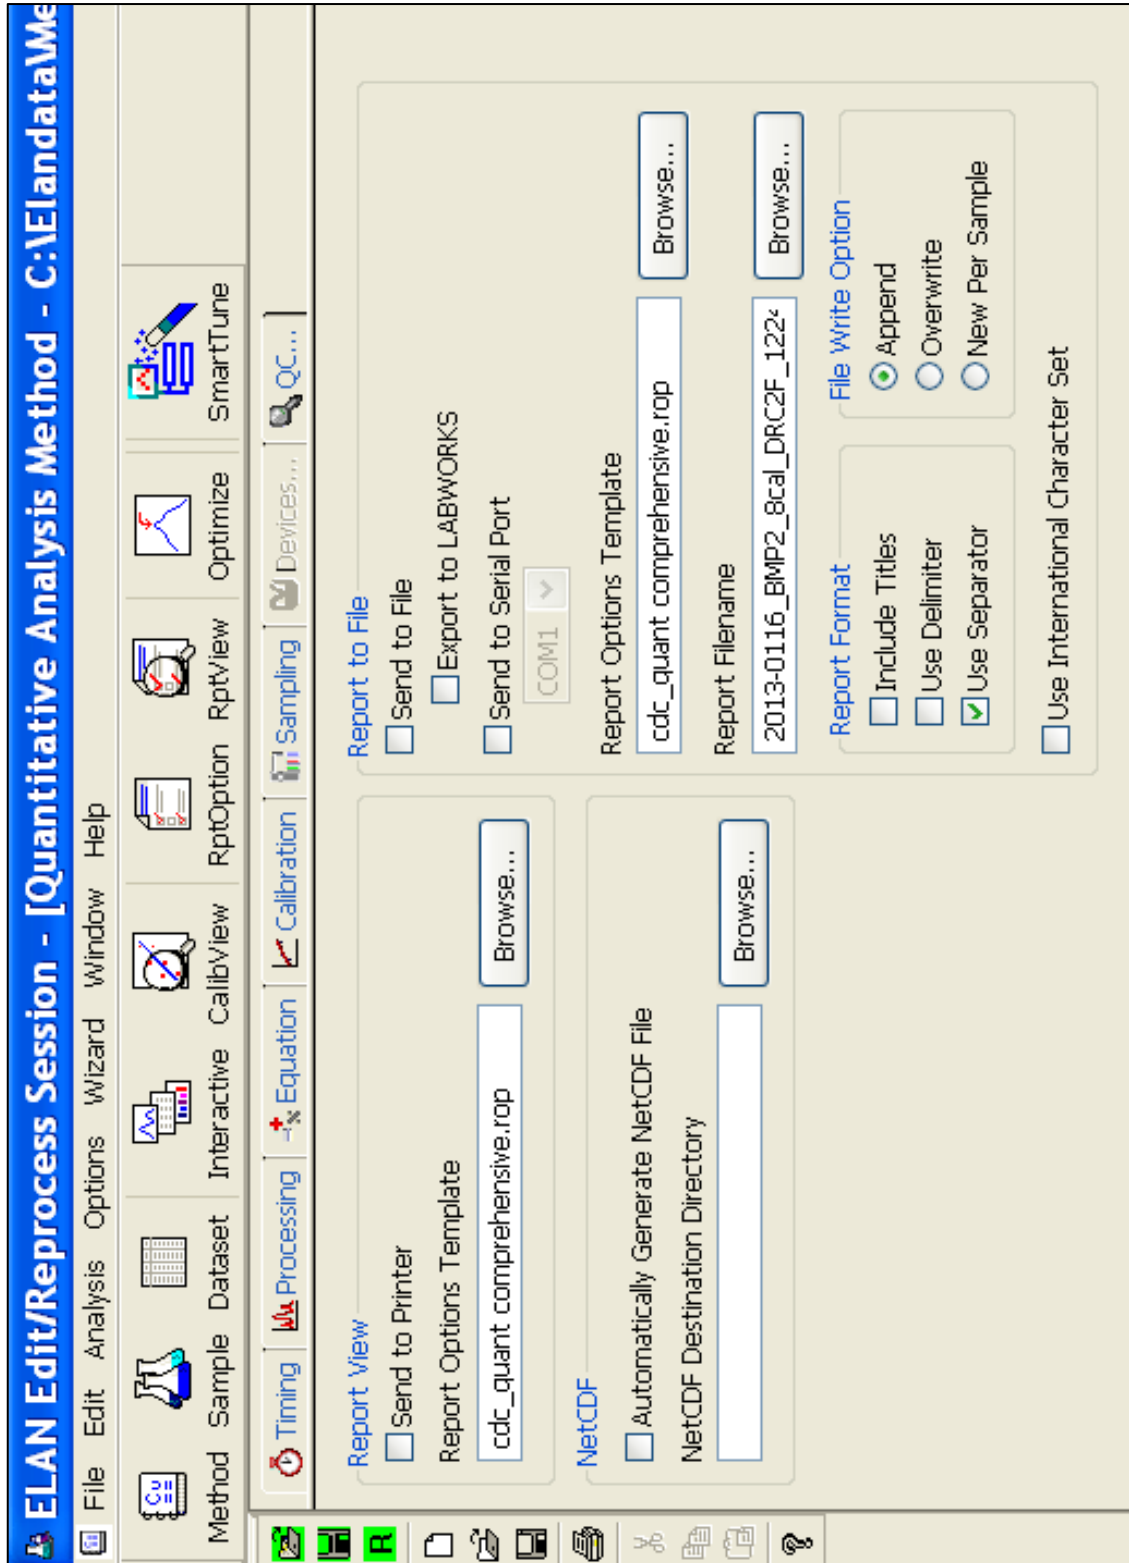 ELAN Edit/Reprocess Session - [Quantitative Analysis Method - C:\Elandata\Me
File Edit Analysis Options Wizard Window Help
Method Sample Dataset Interactive CalibView RptOption RptView Optimize SmartTune
Timing Processing Equation Calibration Sampling Devices... QC...
R
Report View
Send to Printer
Report Options Template
cdc_quant comprehensive.rop
Browse...
NetCDF
Automatically Generate NetCDF File
NetCDF Destination Directory
Browse...
Report to File
Send to File
Export to LABWORKS
Send to Serial Port
COM1
Report Options Template
cdc_quant comprehensive.rop
Browse...
Report Filename
2013-0116_BMP2_8cal_DRC2F_1224
Browse...
Report Format
Include Titles
Use Delimiter
Use Separator
File Write Option
Append
Overwrite
New Per Sample
Use International Character Set